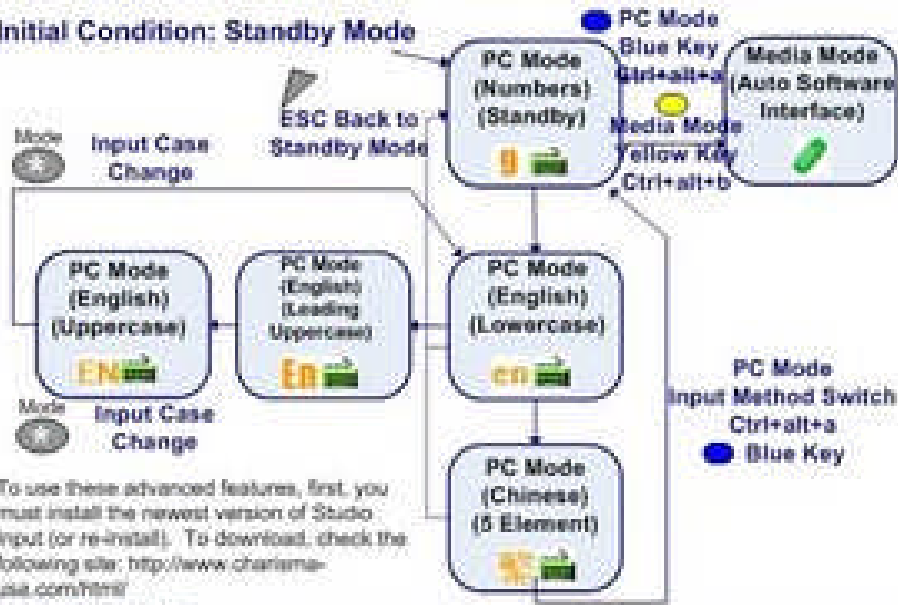 Initial Condition: Standby Mode
PC Mode
Blue Key
Ctrl+alt+a
Media Mode
Yellow Key
Ctrl+alt+b
PC Mode
(Numbers)
(Standby)
9
Media Mode
(Auto Software
Interface)
ESC Back to
Standby Mode
Mode
Input Case
Change
PC Mode
(English)
(Uppercase)
EN
PC Mode
(English)
(Leading
Uppercase)
En
PC Mode
(English)
(Lowercase)
en
Mode
Input Case
Change
PC Mode
Input Method Switch
Ctrl+alt+a
Blue Key
PC Mode
(Chinese)
(5 Element)
To use these advanced features, first, you
must install the newest version of Studio
Input (or re-install). To download, check the
following site: http://www.charisma-
usa.com/html/